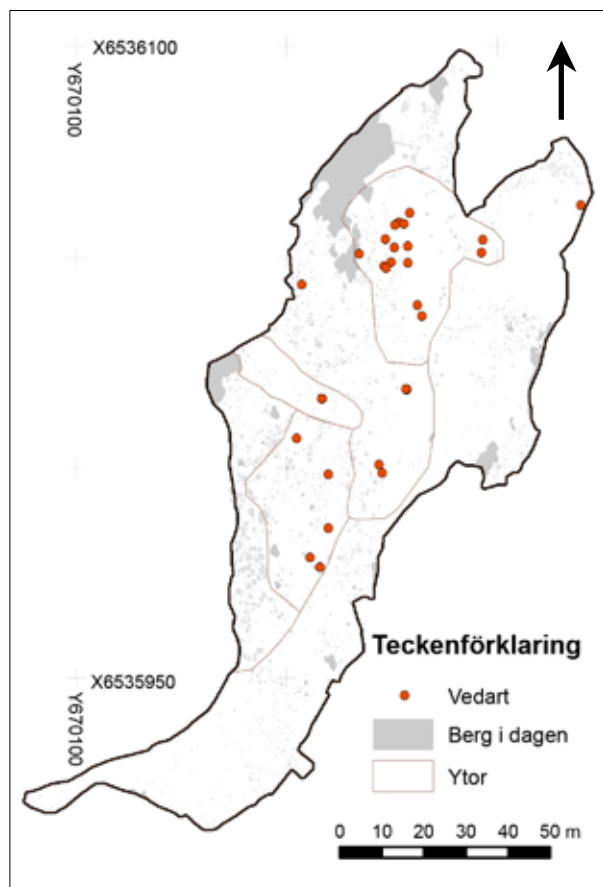 X6536100
Y670100
X6535950
Y670100
Teckenförklaring
Vedart
Berg i dagen
Ytor
0 10 20 30 40 50 m